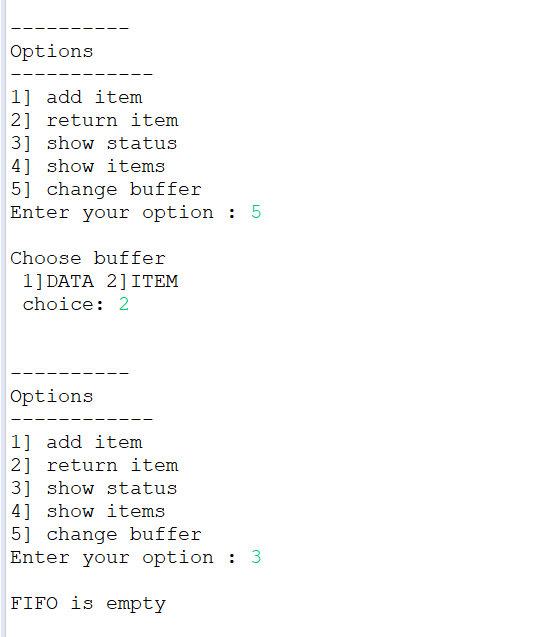 ----------
Options
------------
1] add item
2] return item
3] show status
4] show items
5] change buffer
Enter your option : 5
Choose buffer
1]DATA 2]ITEM
choice: 2
----------
Options
------------
1] add item
2] return item
3] show status
4] show items
5] change buffer
Enter your option : 3
FIFO is empty